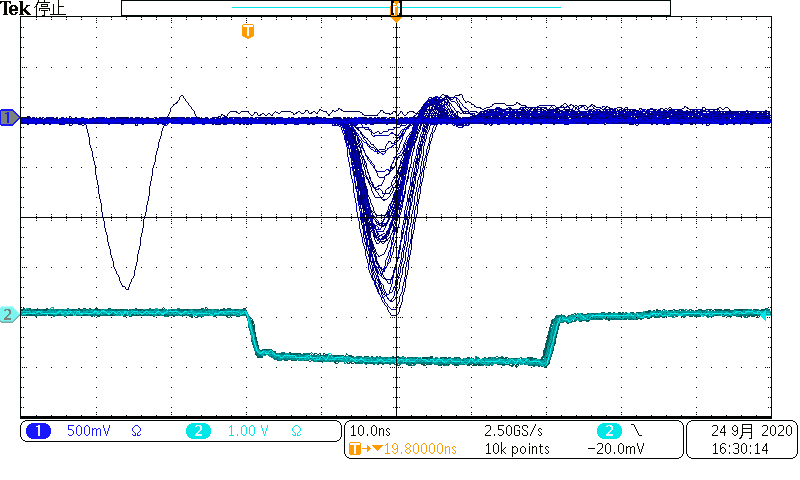 Tek 停止
T
T
1
2
1 500mV Ω 2 1.00 V Ω 10.0ns 2.50GS/s 2 24 9月 2020
T→▼19.80000ns 10k points −20.0mV 16:30:14